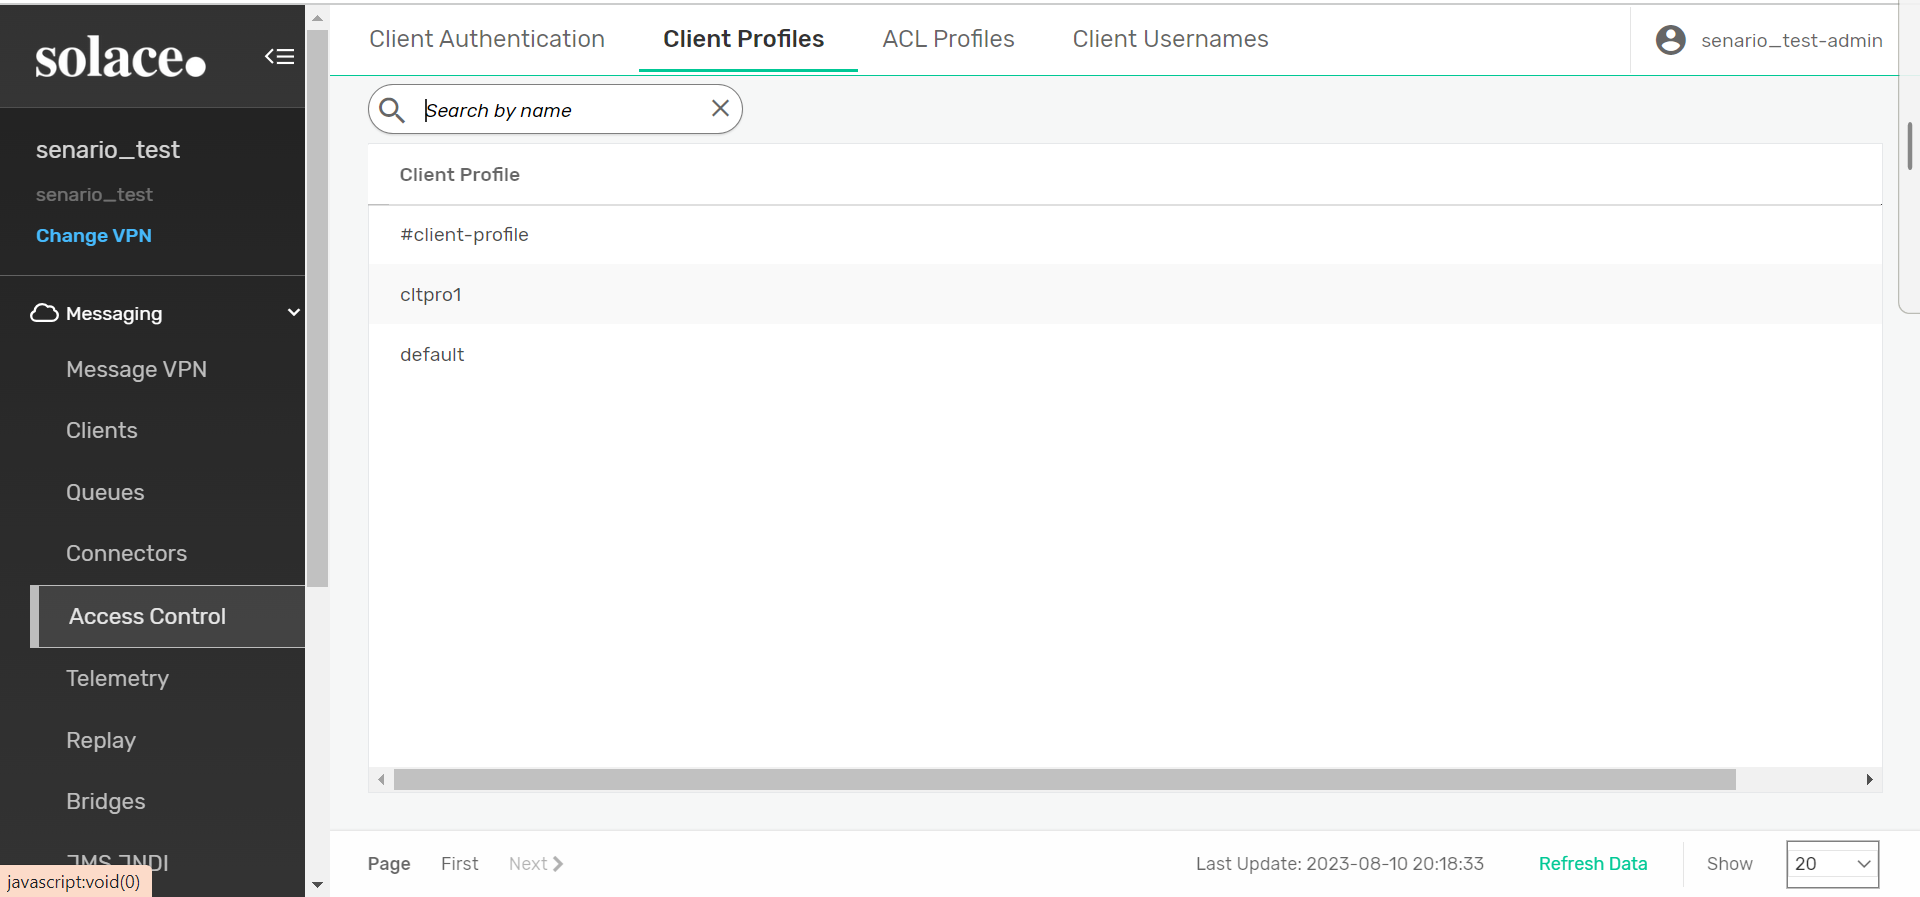 solace.
senario_test
senario_test
Change VPN
Messaging
Message VPN
Clients
Queues
Connectors
Access Control
Telemetry
Replay
Bridges
JMS JNDI
javascript:void(0)
Client Authentication Client Profiles ACL Profiles Client Usernames
senario_test-admin
Search by name
Client Profile
#client-profile
cltpro1
default
Page First Next
Last Update: 2023-08-10 20:18:33 Refresh Data Show 20